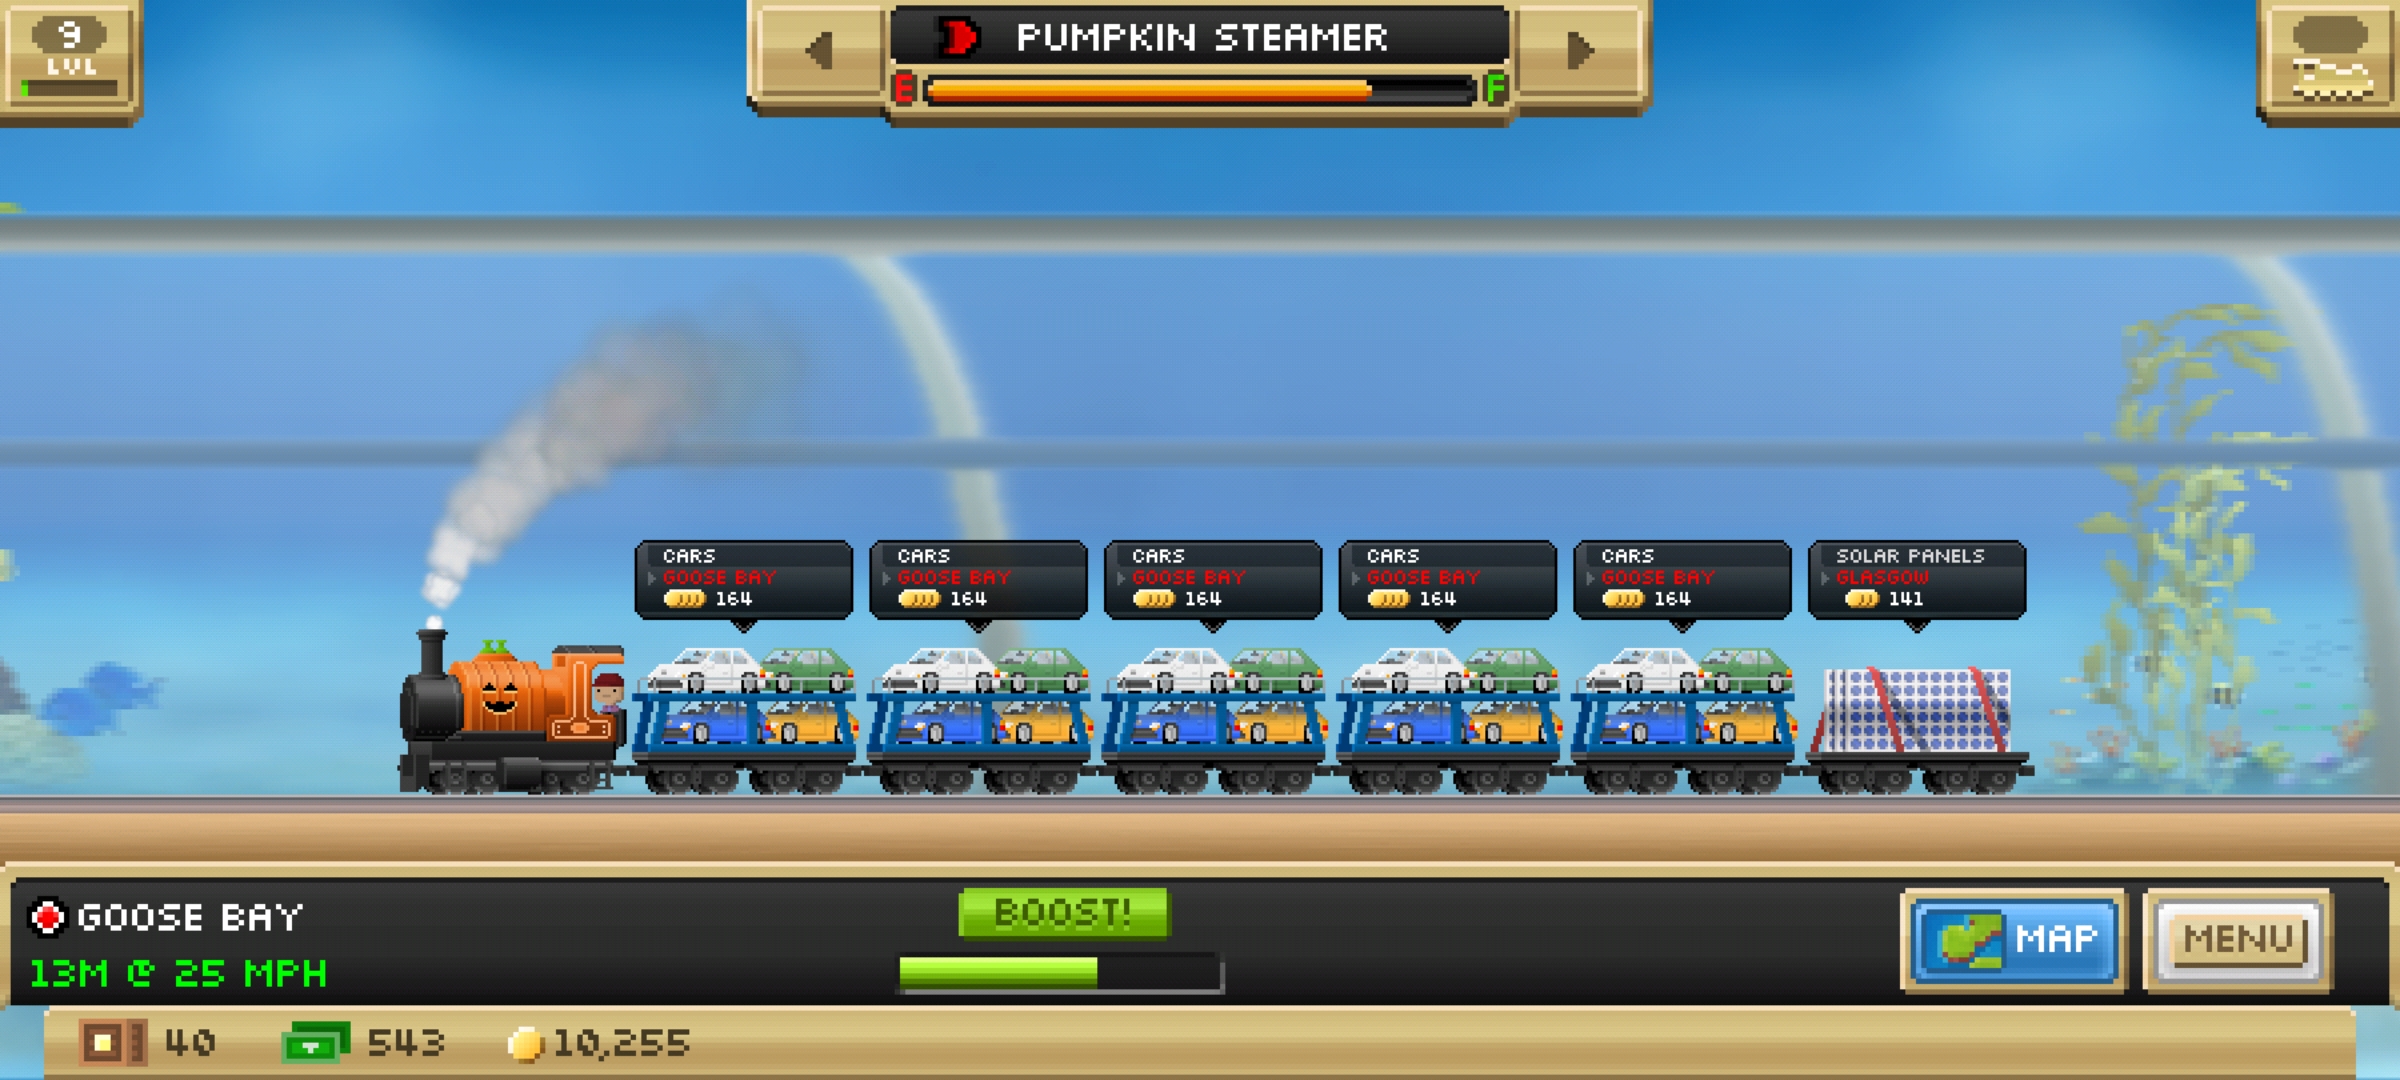 9
LVL
PUMPKIN STEAMER
E F
CARS
GOOSE BAY
164
CARS
GOOSE BAY
164
CARS
GOOSE BAY
164
CARS
GOOSE BAY
164
CARS
GOOSE BAY
164
SOLAR PANELS
GLASGOW
141
GOOSE BAY
13M @ 25 MPH
BOOST!
MAP
MENU
40 543 10,255